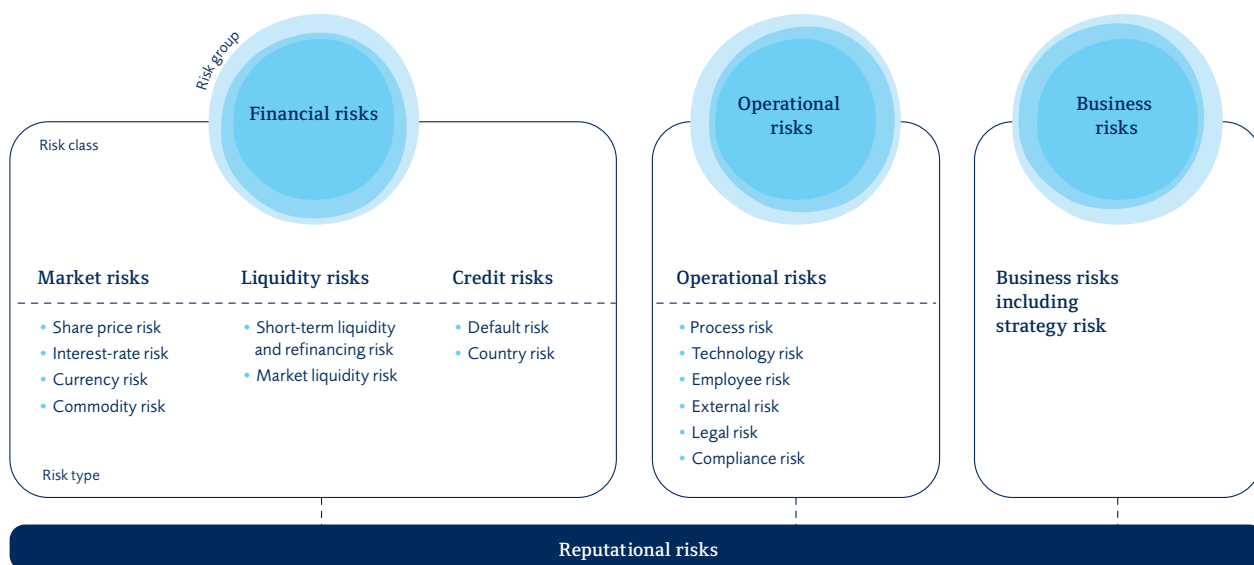 Risk group
Financial risks
Operational
risks
Business
risks
Risk class
Market risks
Share price risk
Interest-rate risk
Currency risk
Commodity risk
Liquidity risks
Short-term liquidity
and refinancing risk
Market liquidity risk
Credit risks
Default risk
Country risk
Risk type
Operational risks
Process risk
Technology risk
Employee risk
External risk
Legal risk
Compliance risk
Business risks
including
strategy risk
Reputational risks